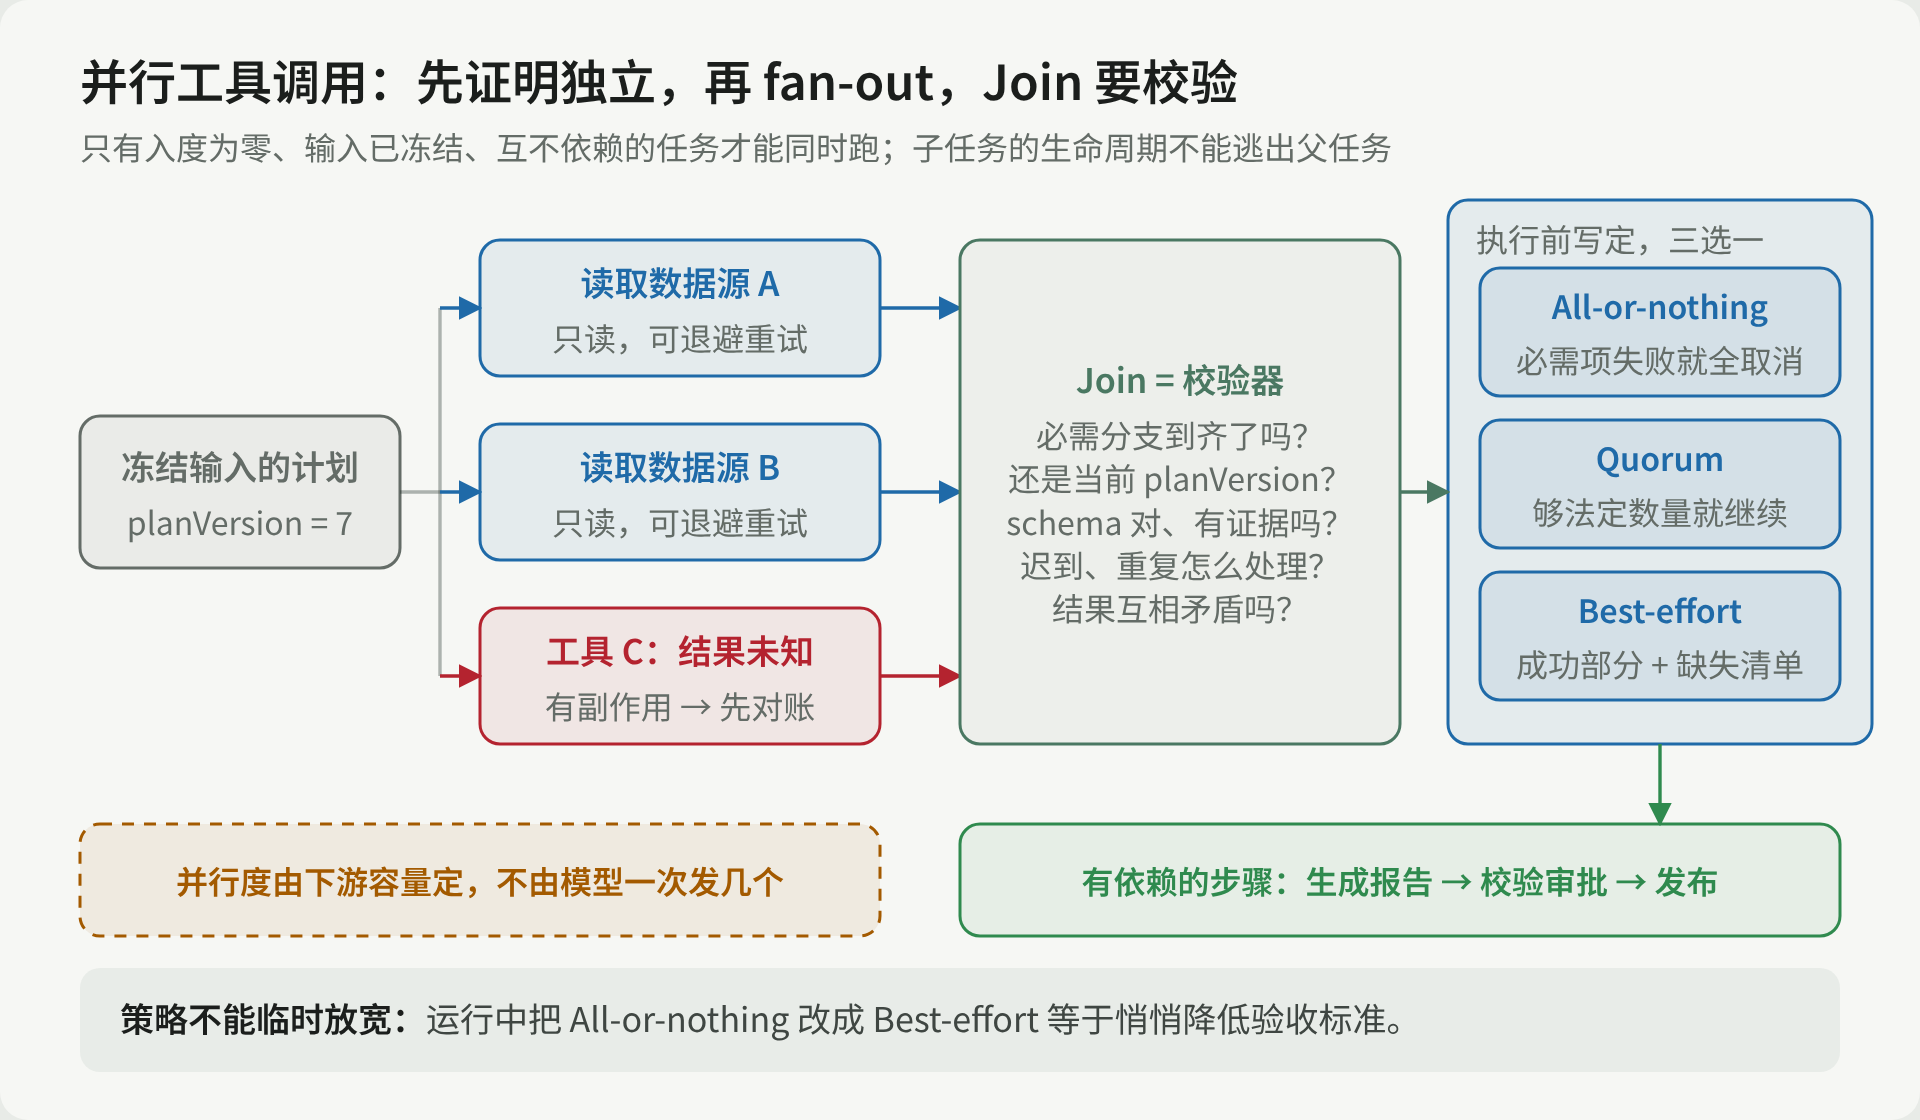 并行工具调用：先证明独立，再 fan-out，Join 要校验
只有入度为零、输入已冻结、互不依赖的任务才能同时跑；子任务的生命周期不能逃出父任务
冻结输入的计划
planVersion = 7
读取数据源 A
只读，可退避重试
读取数据源 B
只读，可退避重试
工具 C：结果未知
有副作用 → 先对账
Join = 校验器
必需分支到齐了吗？
还是当前 planVersion？
schema 对、有证据吗？
迟到、重复怎么处理？
结果互相矛盾吗？
执行前写定，三选一
All-or-nothing
必需项失败就全取消
Quorum
够法定数量就继续
Best-effort
成功部分 + 缺失清单
并行度由下游容量定，不由模型一次发几个
有依赖的步骤：生成报告 → 校验审批 → 发布
策略不能临时放宽：运行中把 All-or-nothing 改成 Best-effort 等于悄悄降低验收标准。